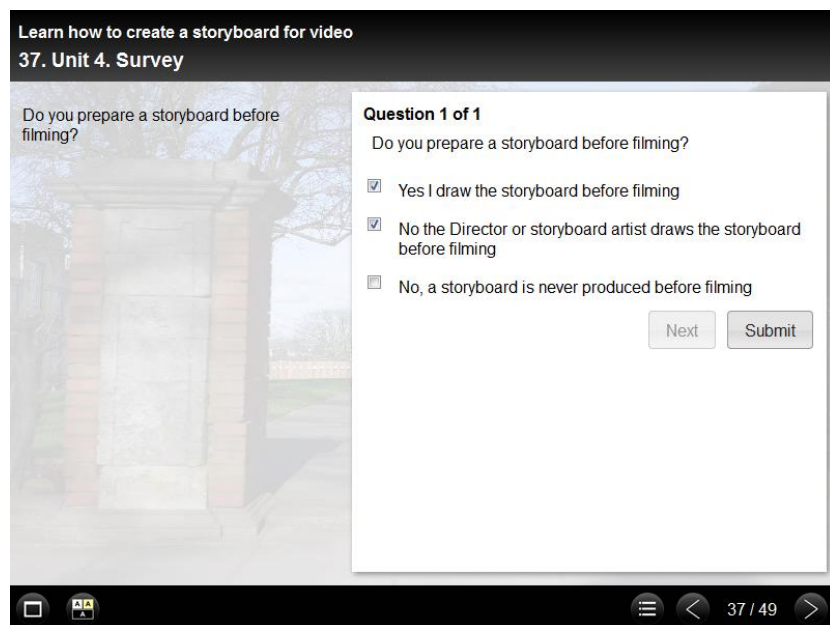 Learn how to create a storyboard for video
37. Unit 4. Survey
Do you prepare a storyboard before
filming?
Question 1 of 1
Do you prepare a storyboard before filming?
Yes I draw the storyboard before filming
No the Director or storyboard artist draws the storyboard
before filming
No, a storyboard is never produced before filming
Next Submit
A A
A
37 / 49